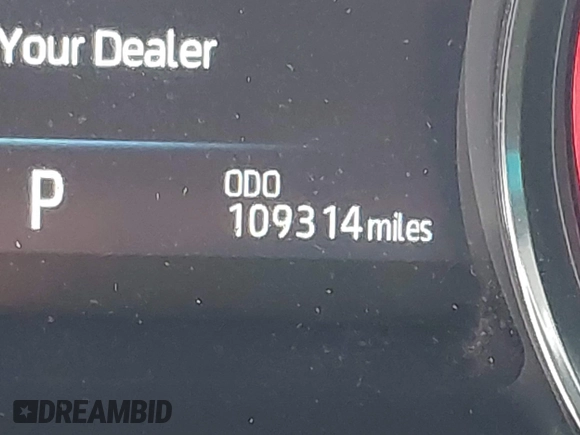 Your Dealer
P
ODO
109314 miles
DREAMBID